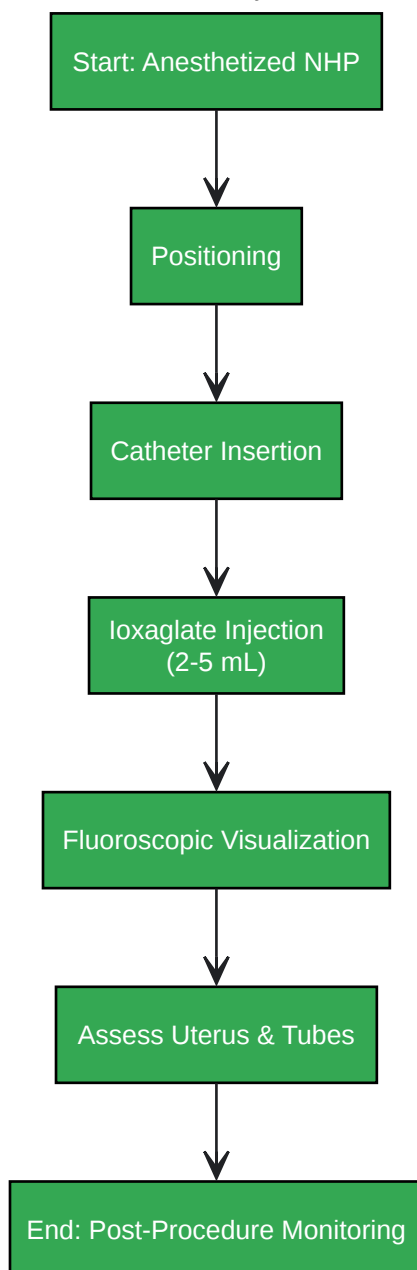 Start: Anesthetized NHP
Positioning
Catheter Insertion
Ioxaglate Injection
(2-5 mL)
Fluoroscopic Visualization
Assess Uterus & Tubes
End: Post-Procedure Monitoring